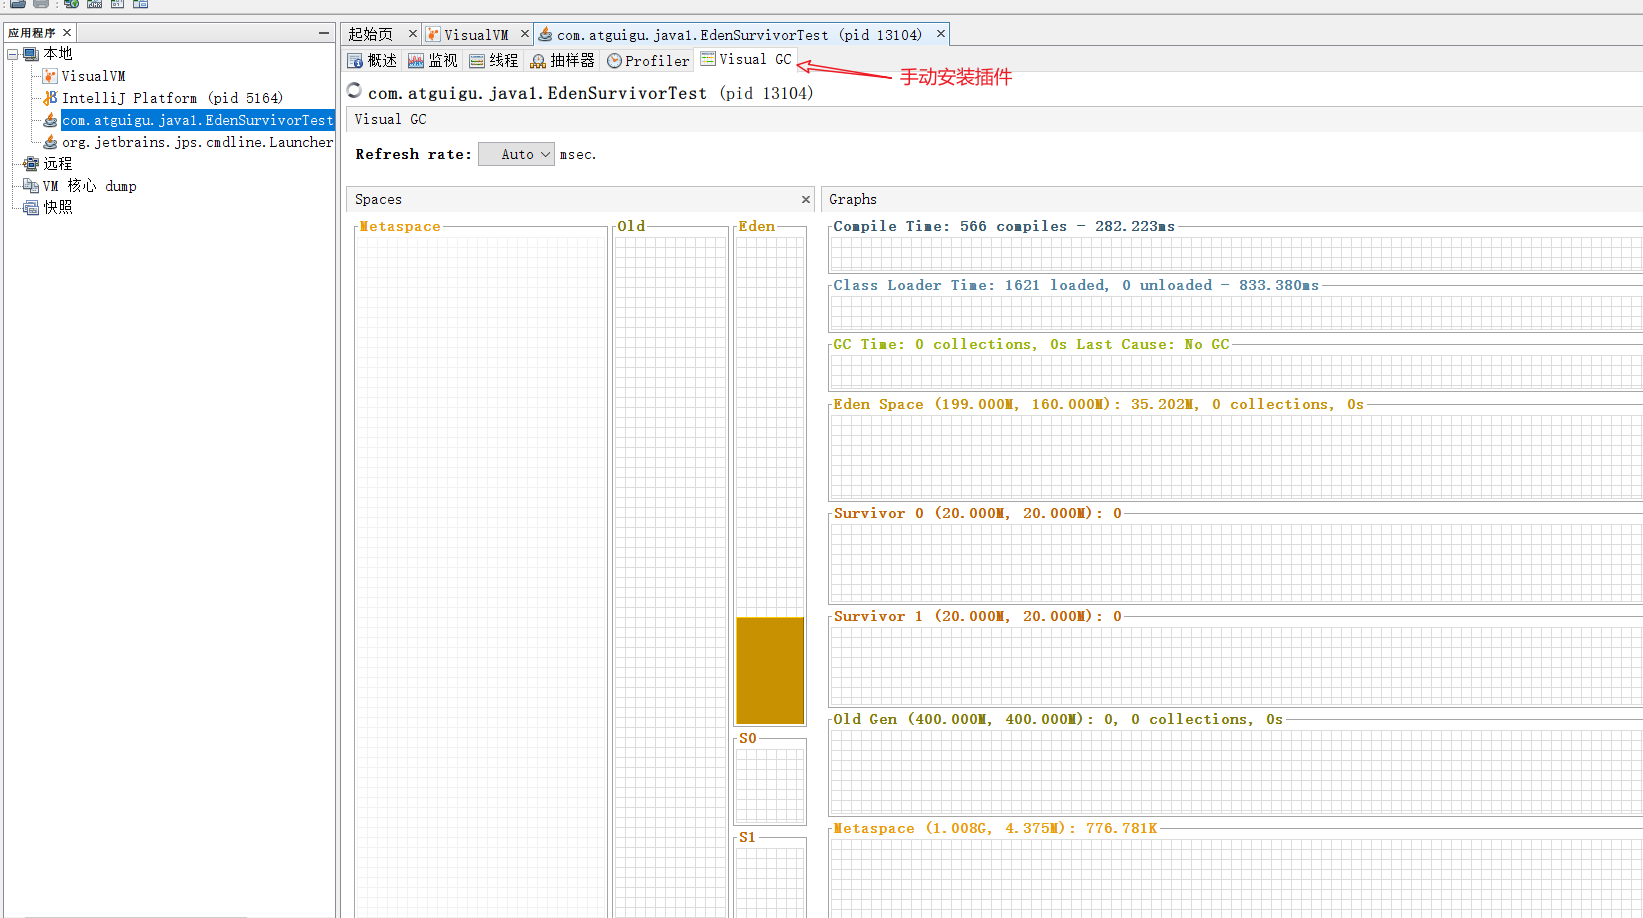 应用程序
本地
VisualVM
IntelliJ Platform (pid 5164)
com.atguigu.java1.EdenSurvivorTest
org.jetbrains.jps.cmdline.Launcher
远程
VM 核心 dump
快照
起始页
VisualVM
com.atguigu.java1.EdenSurvivorTest (pid 13104)
概述
监视
线程
抽样器
Profiler
Visual GC
手动安装插件
com.atguigu.java1.EdenSurvivorTest (pid 13104)
Visual GC
Refresh rate: Auto msec.
Spaces
Metaspace
Old
Eden
S0
S1
Graphs
Compile Time: 566 compiles - 282.223ms
Class Loader Time: 1621 loaded, 0 unloaded - 833.380ms
GC Time: 0 collections, 0s Last Cause: No GC
Eden Space (199.000M, 160.000M): 35.202M, 0 collections, 0s
Survivor 0 (20.000M, 20.000M): 0
Survivor 1 (20.000M, 20.000M): 0
Old Gen (400.000M, 400.000M): 0, 0 collections, 0s
Metaspace (1.008G, 4.375M): 776.781K